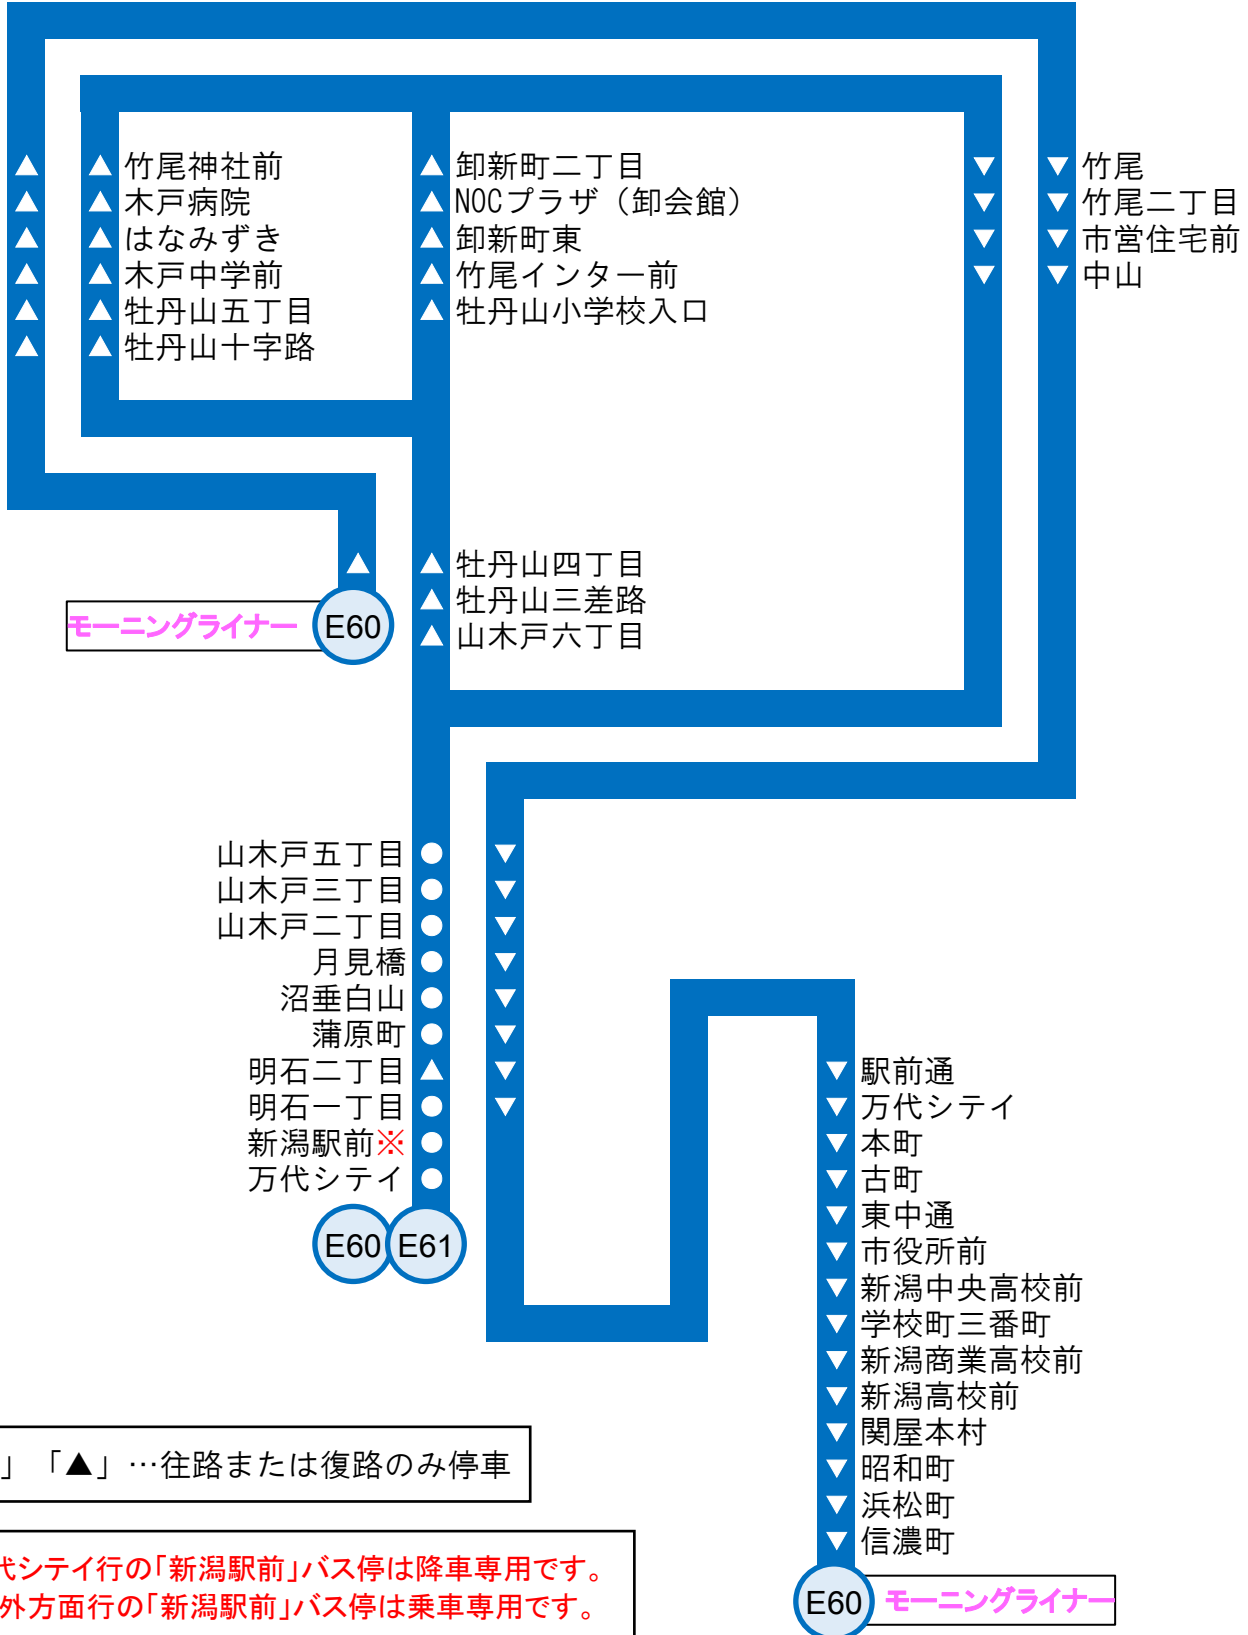 竹尾神社前
木戸病院
はなみずき
木戸中学前
牡丹山五丁目
牡丹山十字路
卸新町二丁目
NOCプラザ（卸会館）
卸新町東
竹尾インター前
牡丹山小学校入口
竹尾
竹尾二丁目
市営住宅前
中山
牡丹山四丁目
牡丹山三差路
山木戸六丁目
モーニングライナー E60
山木戸五丁目
山木戸三丁目
山木戸二丁目
月見橋
沼垂白山
蒲原町
明石二丁目
明石一丁目
新潟駅前※
万代シテイ
E60 E61
駅前通
万代シテイ
本町
古町
東中通
市役所前
新潟中央高校前
学校町三番町
新潟商業高校前
新潟高校前
関屋本村
昭和町
浜松町
信濃町
E60 モーニングライナー
」「▲」…往路または復路のみ停車
代シテイ行の「新潟駅前」バス停は降車専用です。
外方面行の「新潟駅前」バス停は乗車専用です。